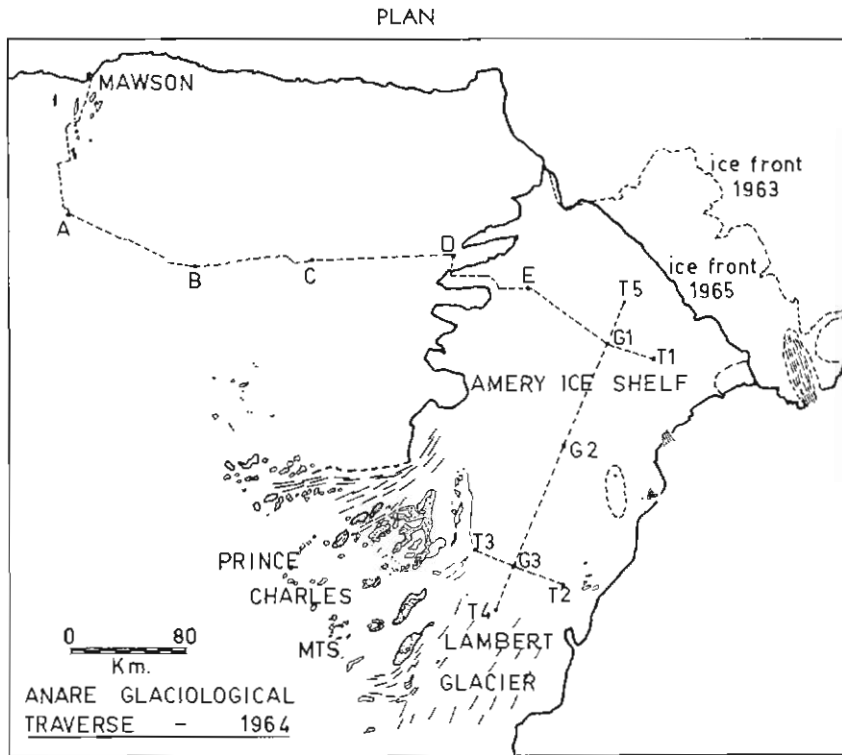 PLAN
MAWSON
1
ice front
1963
A
B
C
D
E
ice front
1965
T5
G1
T1
AMERY ICE SHELF
G2
T3
G3
T2
T4
PRINCE
CHARLES
MTS.
LAMBERT
GLACIER
0 80
Km.
ANARE GLACIOLOGICAL
TRAVERSE - 1964